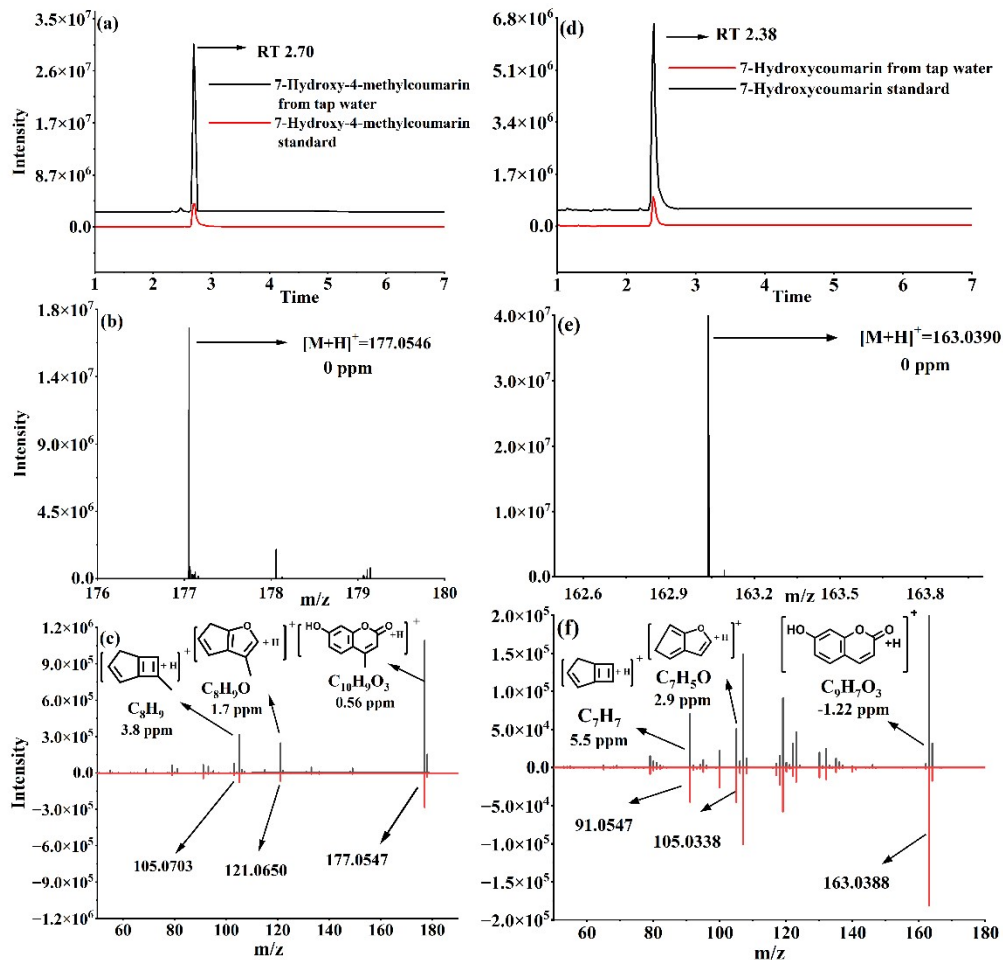 (a)
3.5×10⁷
2.6×10⁷
1.7×10⁷
8.7×10⁶
0.0
Intensity
RT 2.70
7-Hydroxy-4-methylcoumarin
from tap water
7-Hydroxy-4-methylcoumarin
standard
1 2 3 4 5 6 7
Time
(d)
6.8×10⁶
5.1×10⁶
3.4×10⁶
1.7×10⁶
0.0
RT 2.38
7-Hydroxycoumarin from tap water
7-Hydroxycoumarin standard
1 2 3 4 5 6 7
Time
(b)
1.8×10⁷
1.4×10⁷
9.0×10⁶
4.5×10⁶
0.0
Intensity
[M+H]⁺=177.0546
0 ppm
176 177 178 179 180
m/z
(e)
4.0×10⁷
3.0×10⁷
2.0×10⁷
1.0×10⁷
0.0
[M+H]⁺=163.0390
0 ppm
162.6 162.9 163.2 163.5 163.8
m/z
(c)
1.2×10⁶
9.0×10⁵
6.0×10⁵
3.0×10⁵
0.0
−3.0×10⁵
−6.0×10⁵
−9.0×10⁵
−1.2×10⁶
Intensity
+ H +
C₈H₉
3.8 ppm
O + H +
C₈H₉O
1.7 ppm
HO O O +H +
C₁₀H₉O₃
0.56 ppm
105.0703
121.0650
177.0547
60 80 100 120 140 160 180
m/z
(f)
2.0×10⁵
1.5×10⁵
1.0×10⁵
5.0×10⁴
0.0
−5.0×10⁴
−1.0×10⁵
−1.5×10⁵
−2.0×10⁵
+ H +
C₇H₇
5.5 ppm
O + H +
C₇H₅O
2.9 ppm
HO O O +H +
C₉H₇O₃
-1.22 ppm
91.0547
105.0338
163.0388
60 80 100 120 140 160
m/z